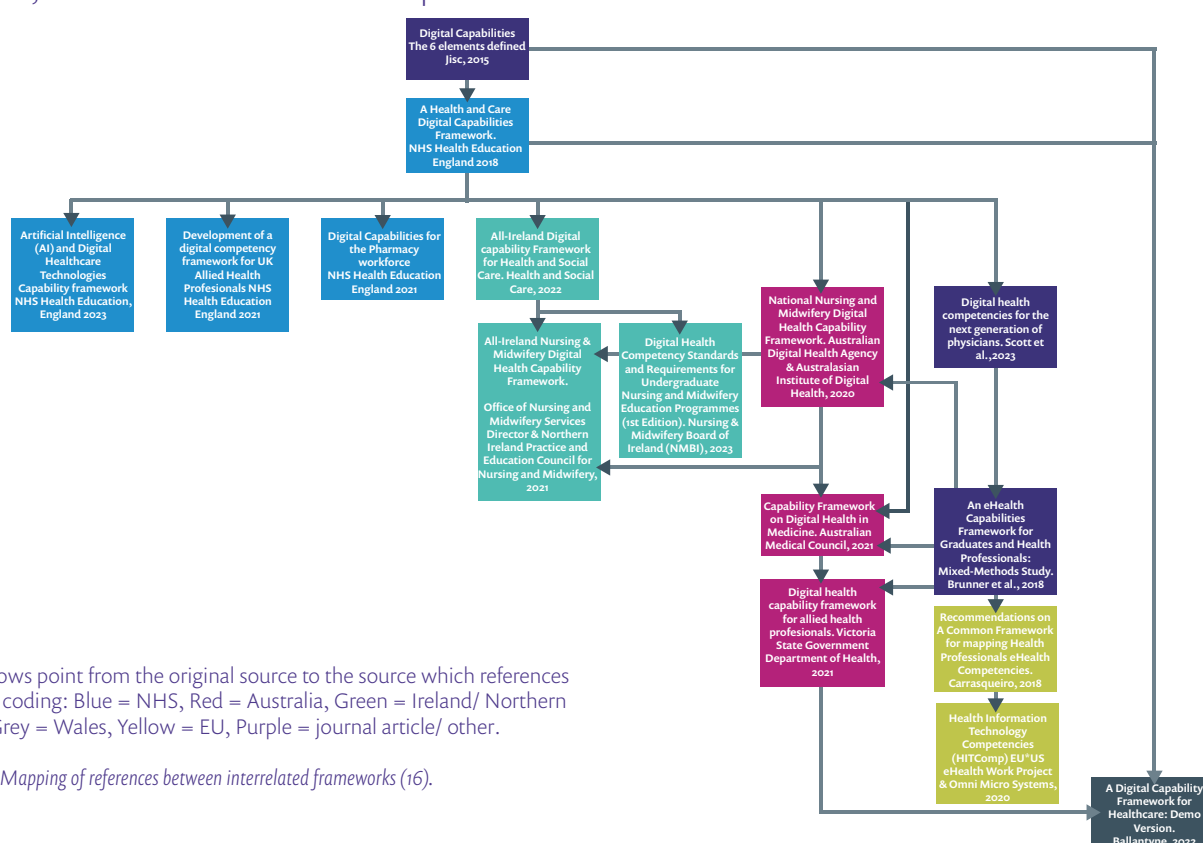 Digital Capabilities
The 6 elements defined
Jisc, 2015
A Health and Care
Digital Capabilities
Framework.
NHS Health Education
England 2018
Artificial Intelligence
(AI) and Digital
Healthcare
Technologies
Capability framework
NHS Health Education,
England 2023
Development of a
digital competency
framework for UK
Allied Health
Profesionals NHS
Health Education
England 2021
Digital Capabilities for
the Pharmacy
workforce
NHS Health Education
England 2021
All-Ireland Digital
capability Framework
for Health and Social
Care. Health and Social
Care, 2022
All-Ireland Nursing &
Midwifery Digital
Health Capability
Framework.
Office of Nursing and
Midwifery Services
Director & Northern
Ireland Practice and
Education Council for
Nursing and Midwifery,
2021
Digital Health
Competency Standards
and Requirements for
Undergraduate
Nursing and Midwifery
Education Programmes
(1st Edition). Nursing &
Midwifery Board of
Ireland (NMBI), 2023
National Nursing and
Midwifery Digital
Health Capability
Framework. Australian
Digital Health Agency
& Australasian
Institute of Digital
Health, 2020
Digital health
competencies for the
next generation of
physicians. Scott et
al.,2023
Capability Framework
on Digital Health in
Medicine. Australian
Medical Council, 2021
An eHealth
Capabilities
Framework for
Graduates and Health
Professionals:
Mixed-Methods Study.
Brunner et al., 2018
Digital health
capability framework
for allied health
profesionals. Victoria
State Government
Department of Health,
2021
Recommendations on
A Common Framework
for mapping Health
Professionals eHealth
Competencies.
Carrasqueiro, 2018
Health Information
Technology
Competencies
(HITComp) EU*US
eHealth Work Project
& Omni Micro Systems,
2020
A Digital Capability
Framework for
Healthcare: Demo
Version.
Ballantyne, 2022
ows point from the original source to the source which references
coding: Blue = NHS, Red = Australia, Green = Ireland/ Northern
Grey = Wales, Yellow = EU, Purple = journal article/ other.
Mapping of references between interrelated frameworks (16).